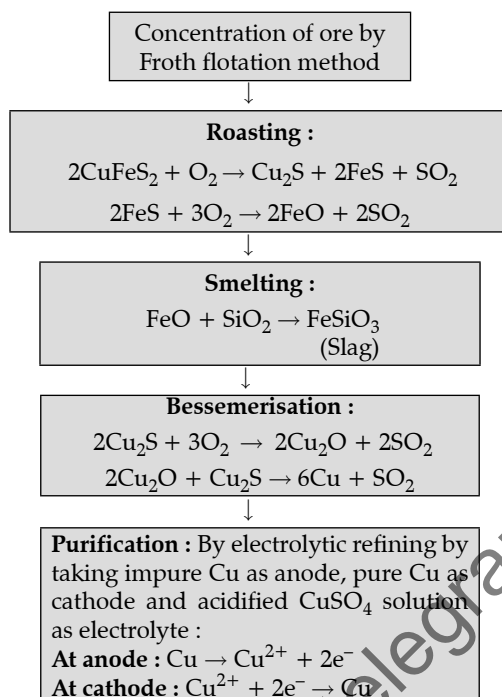 Concentration of ore by
Froth flotation method
↓
Roasting :
2CuFeS₂ + O₂ → Cu₂S + 2FeS + SO₂
2FeS + 3O₂ → 2FeO + 2SO₂
↓
Smelting :
FeO + SiO₂ → FeSiO₃
(Slag)
↓
Bessemerisation :
2Cu₂S + 3O₂ → 2Cu₂O + 2SO₂
2Cu₂O + Cu₂S → 6Cu + SO₂
↓
Purification : By electrolytic refining by
taking impure Cu as anode, pure Cu as
cathode and acidified CuSO₄ solution
as electrolyte :
At anode : Cu → Cu²⁺ + 2e⁻
At cathode : Cu²⁺ + 2e⁻ → Cu